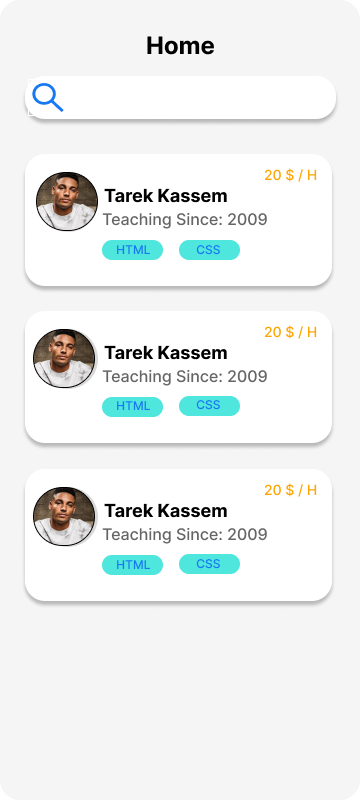 Home
20 $ / H
Tarek Kassem
Teaching Since: 2009
HTML CSS
20 $ / H
Tarek Kassem
Teaching Since: 2009
HTML CSS
20 $ / H
Tarek Kassem
Teaching Since: 2009
HTML CSS